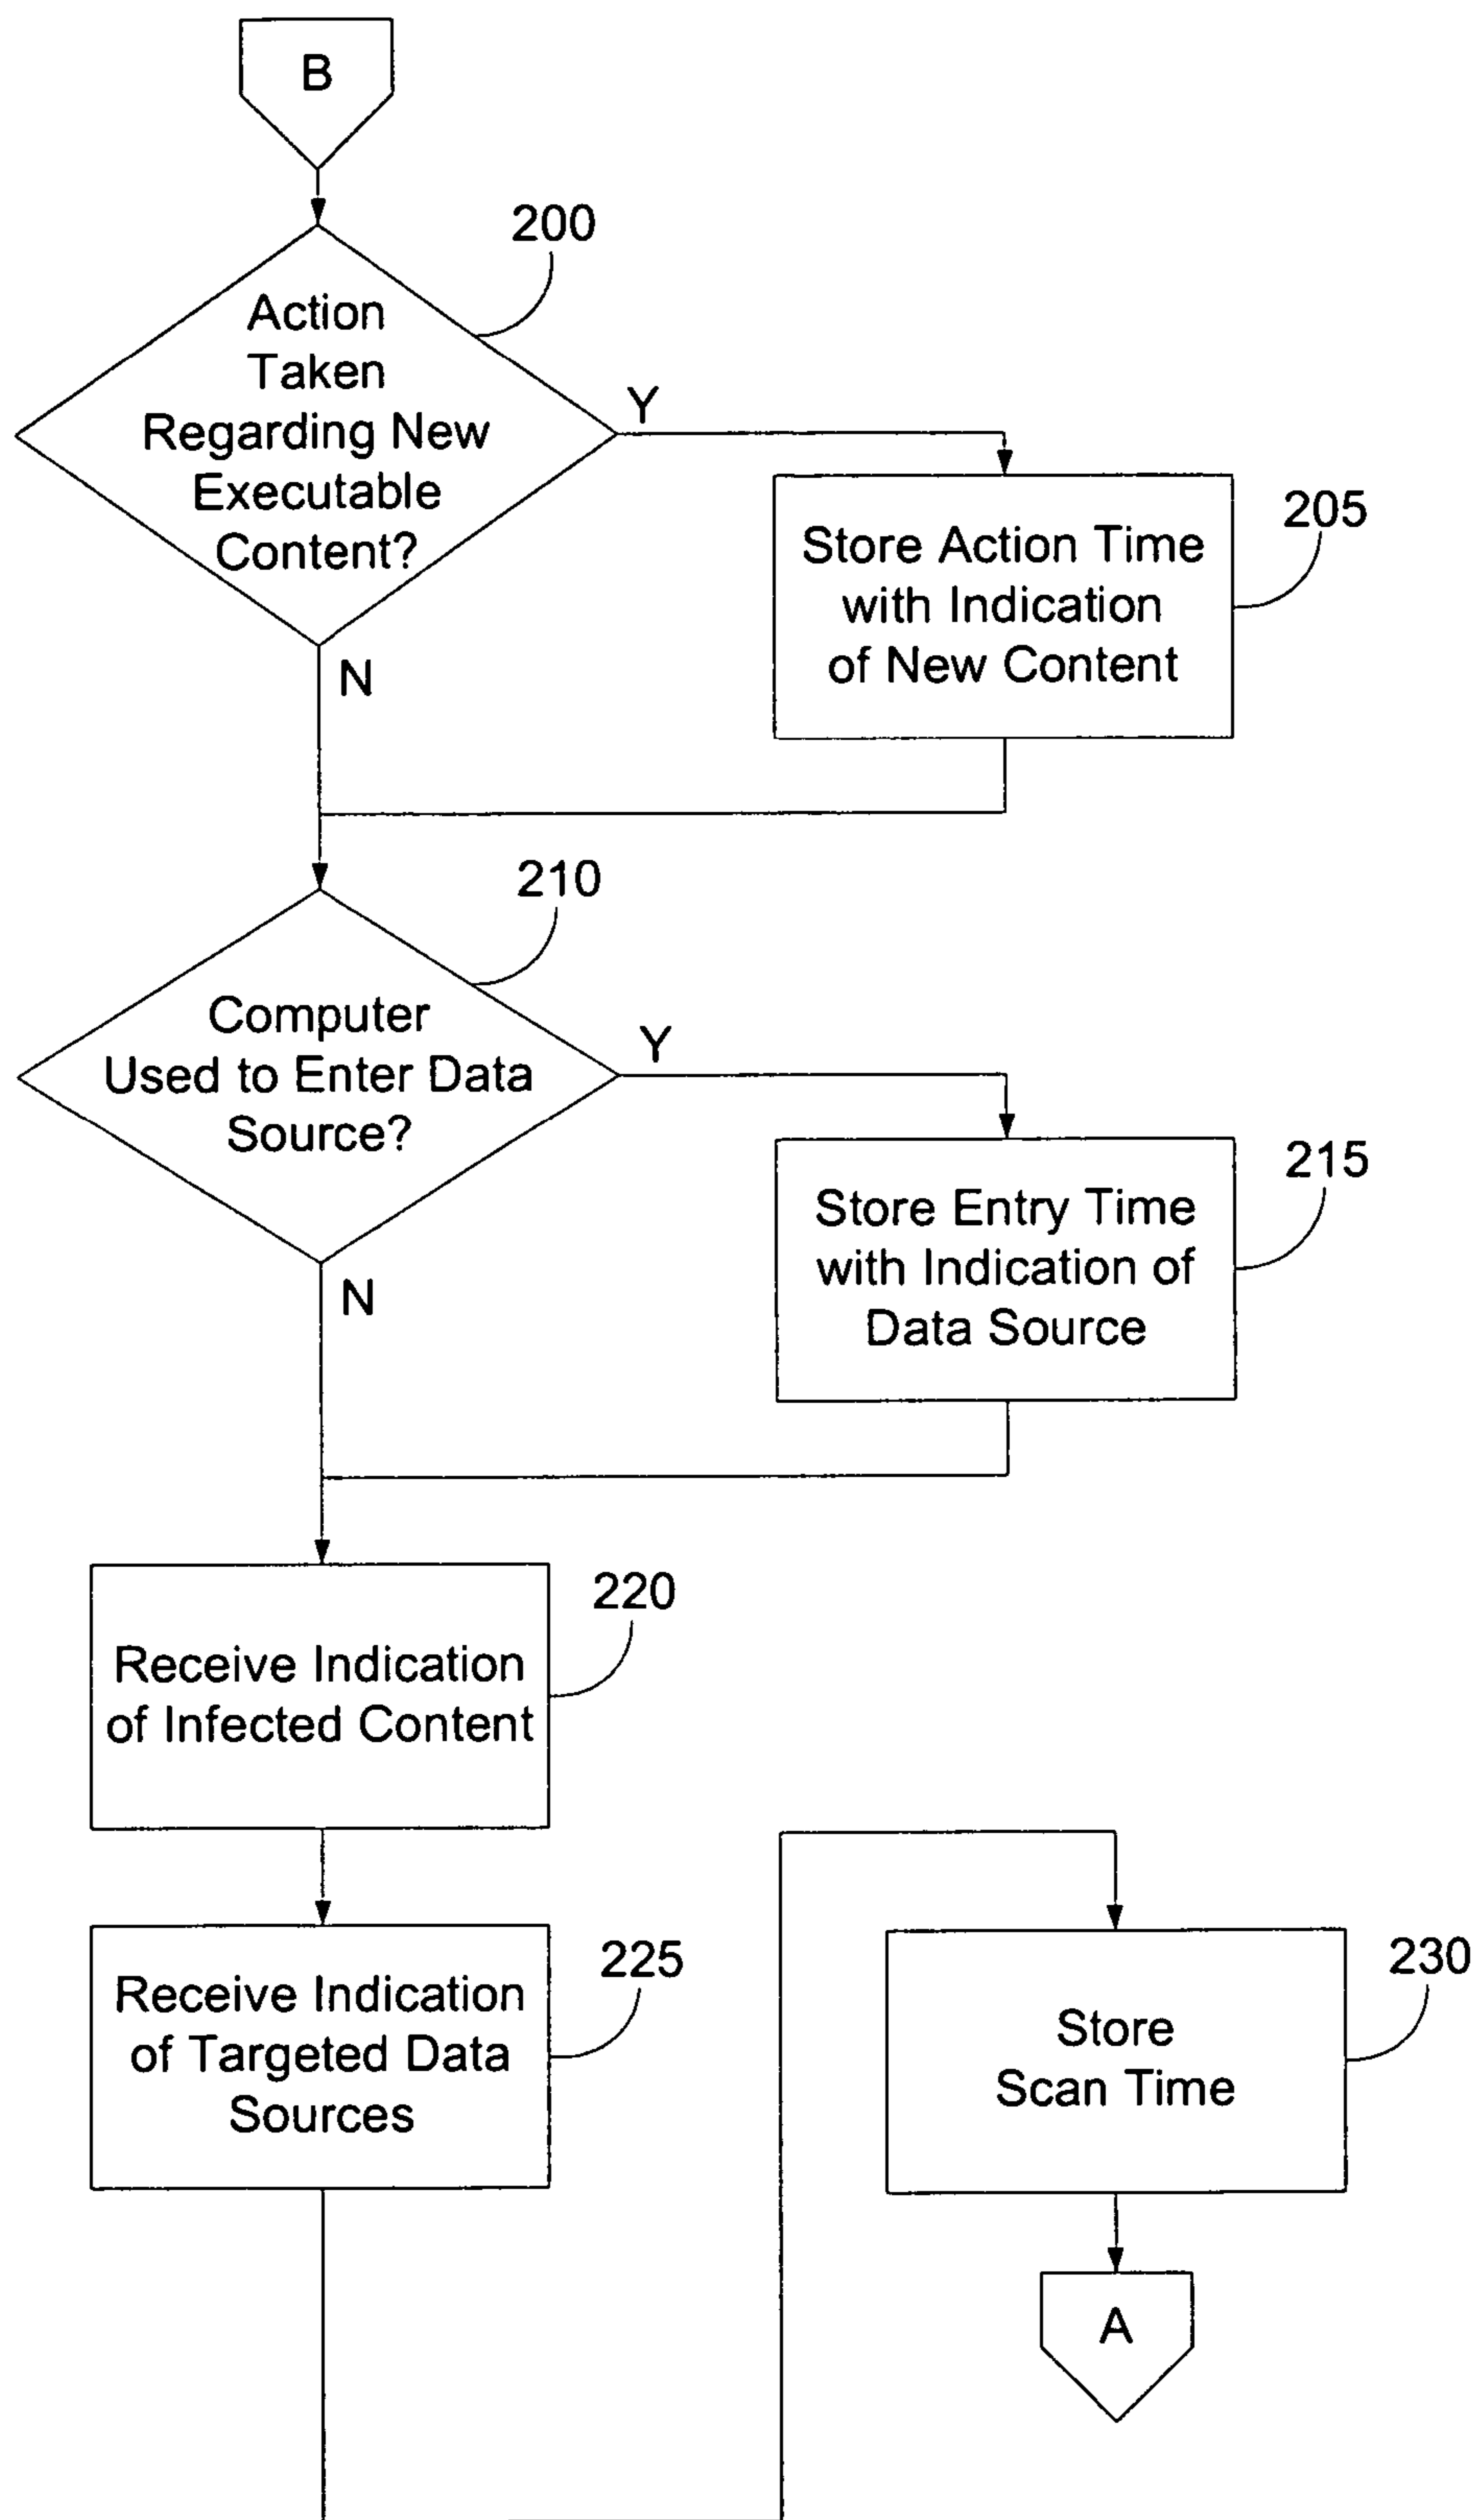 B
200
Action
Taken
Regarding New
Executable
Content?
Y
N
205
Store Action Time
with Indication
of New Content
210
Computer
Used to Enter Data
Source?
Y
N
215
Store Entry Time
with Indication of
Data Source
220
Receive Indication
of Infected Content
225
Receive Indication
of Targeted Data
Sources
230
Store
Scan Time
A